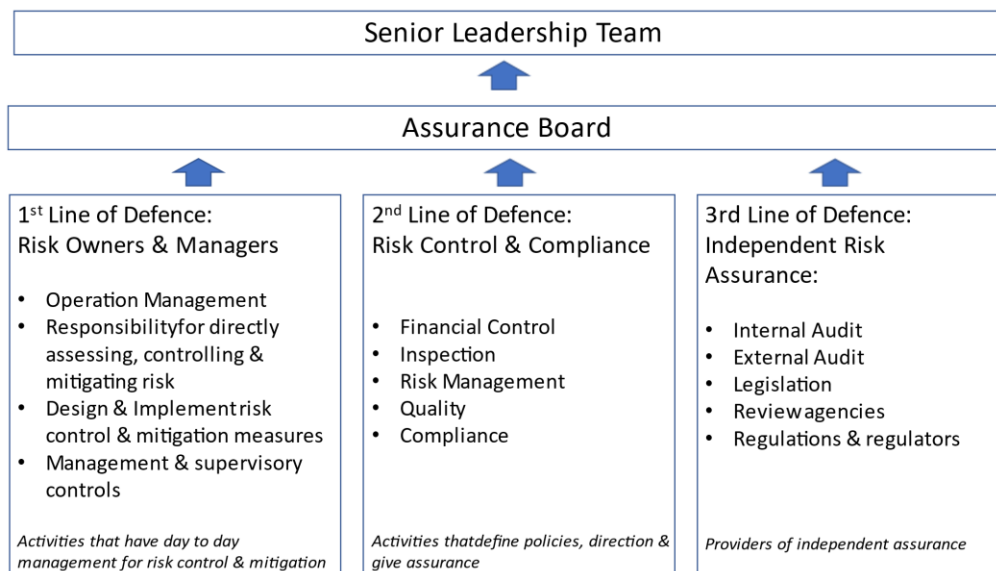 Senior Leadership Team
Assurance Board
1st Line of Defence:
Risk Owners & Managers
• Operation Management
• Responsibilityfor directly
assessing, controlling &
mitigating risk
• Design & Implement risk
control & mitigation measures
• Management & supervisory
controls
Activities that have day to day
management for risk control & mitigation
2nd Line of Defence:
Risk Control & Compliance
• Financial Control
• Inspection
• Risk Management
• Quality
• Compliance
Activities thatdefine policies, direction &
give assurance
3rd Line of Defence:
Independent Risk
Assurance:
• Internal Audit
• External Audit
• Legislation
• Review agencies
• Regulations & regulators
Providers of independent assurance